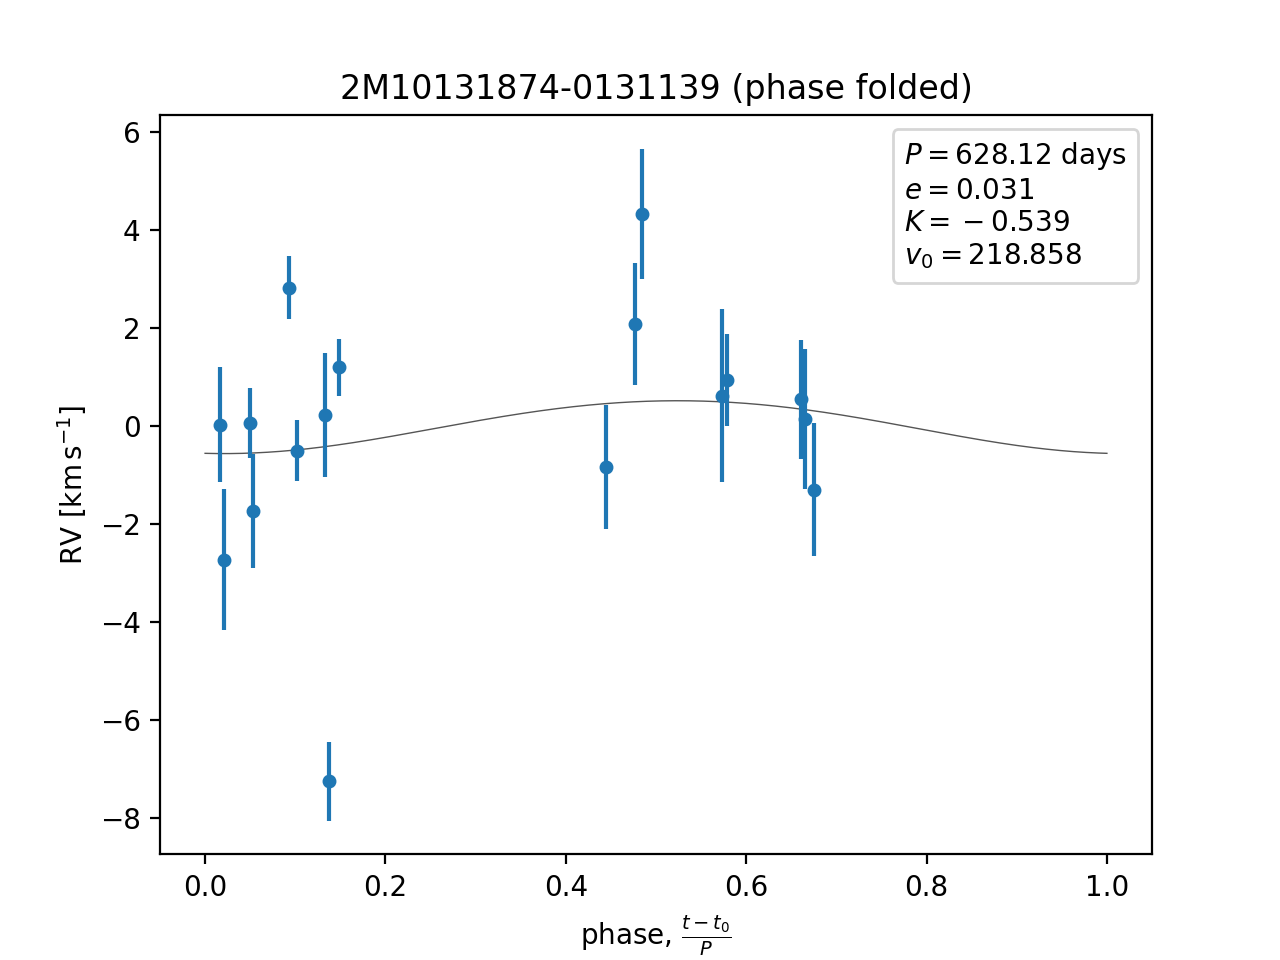 2M10131874-0131139 (phase folded)
P = 628.12 days
e = 0.031
K = −0.539
v₀ = 218.858
RV [km s⁻¹]
6
4
2
0
−2
−4
−6
−8
0.0 0.2 0.4 0.6 0.8 1.0
phase, (t − t₀)/P